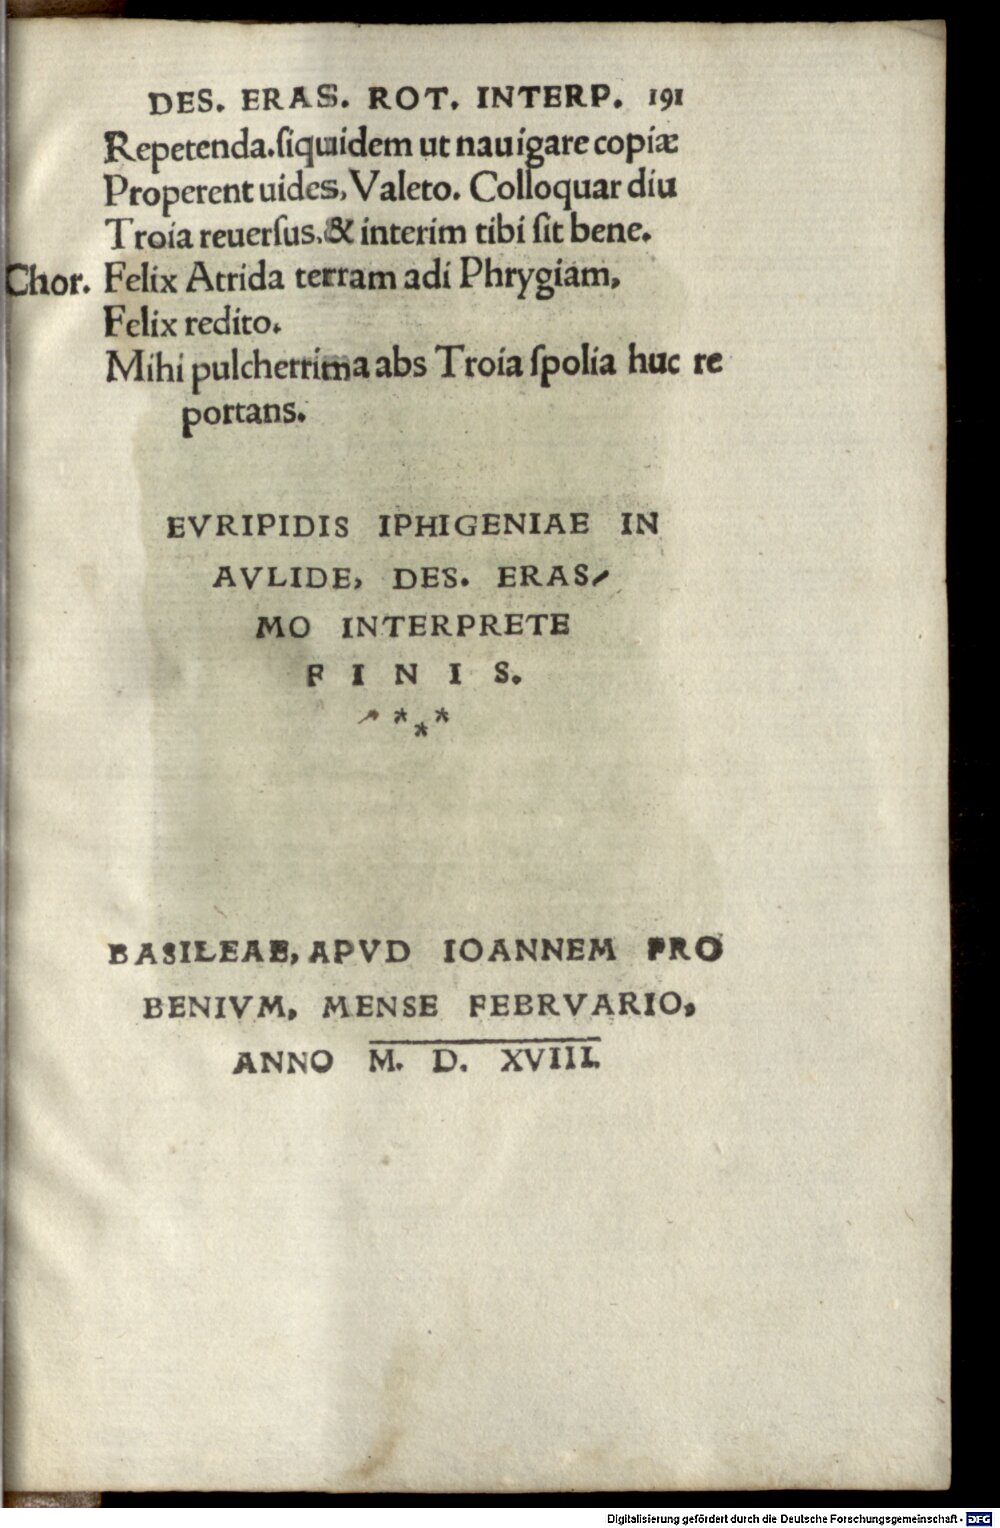 DES. ERAS. ROT. INTERP. 191
Repetenda.ſiquidem ut nauigare copiæ
Properent uides, Valeto. Colloquar diu
Troia reuerſus, & interim tibi ſit bene.
Chor. Felix Atrida terram adi Phrygiam,
Felix redito.
Mihi pulcherrima abs Troia ſpolia huc re
portans.
EVRIPIDIS IPHIGENIAE IN
AVLIDE, DES. ERAS/
MO INTERPRETE
F I N I S.
***
BASILEAE, APVD IOANNEM FRO
BENIVM, MENSE FEBRVARIO,
ANNO M. D. XVIII.
Digitalisierung gefördert durch die Deutsche Forschungsgemeinschaft - DFG